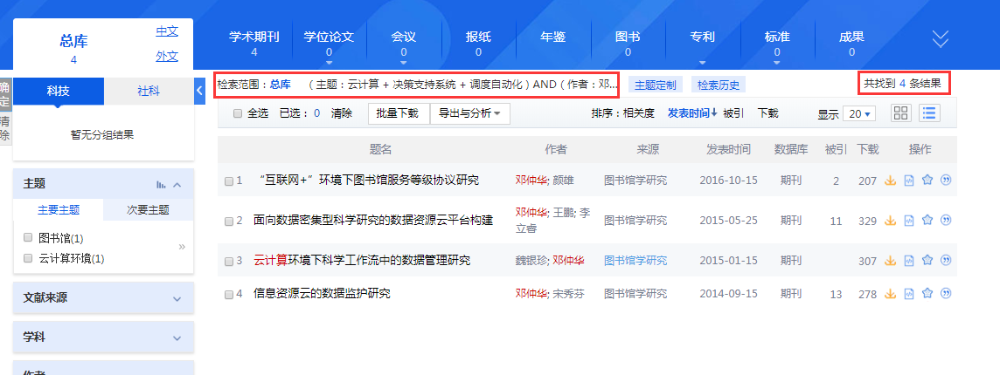 总库
4
中文
外文
学术期刊
4
学位论文
0
会议
0
报纸
0
年鉴
0
图书
0
专利
0
标准
0
成果
0
确定
清除
科技
社科
暂无分组结果
检索范围：总库 （主题：云计算 + 决策支持系统 + 调度自动化）AND（作者：邓...
主题定制
检索历史
共找到 4 条结果
全选 已选：0 清除 批量下载 导出与分析 排序：相关度 发表时间↓ 被引 下载 显示 20
题名 作者 来源 发表时间 数据库 被引 下载 操作
1 “互联网+”环境下图书馆服务等级协议研究 邓仲华; 颜雄 图书馆学研究 2016-10-15 期刊 2 207
2 面向数据密集型科学研究的数据资源云平台构建 邓仲华; 王鹏; 李立睿 图书馆学研究 2015-05-25 期刊 11 329
3 云计算环境下科学工作流中的数据管理研究 魏银珍; 邓仲华 图书馆学研究 2015-01-15 期刊 307
4 信息资源云的数据监护研究 邓仲华; 宋秀芬 图书馆学研究 2014-09-15 期刊 13 278
主题
主要主题 次要主题
图书馆(1)
云计算环境(1)
»
文献来源
学科